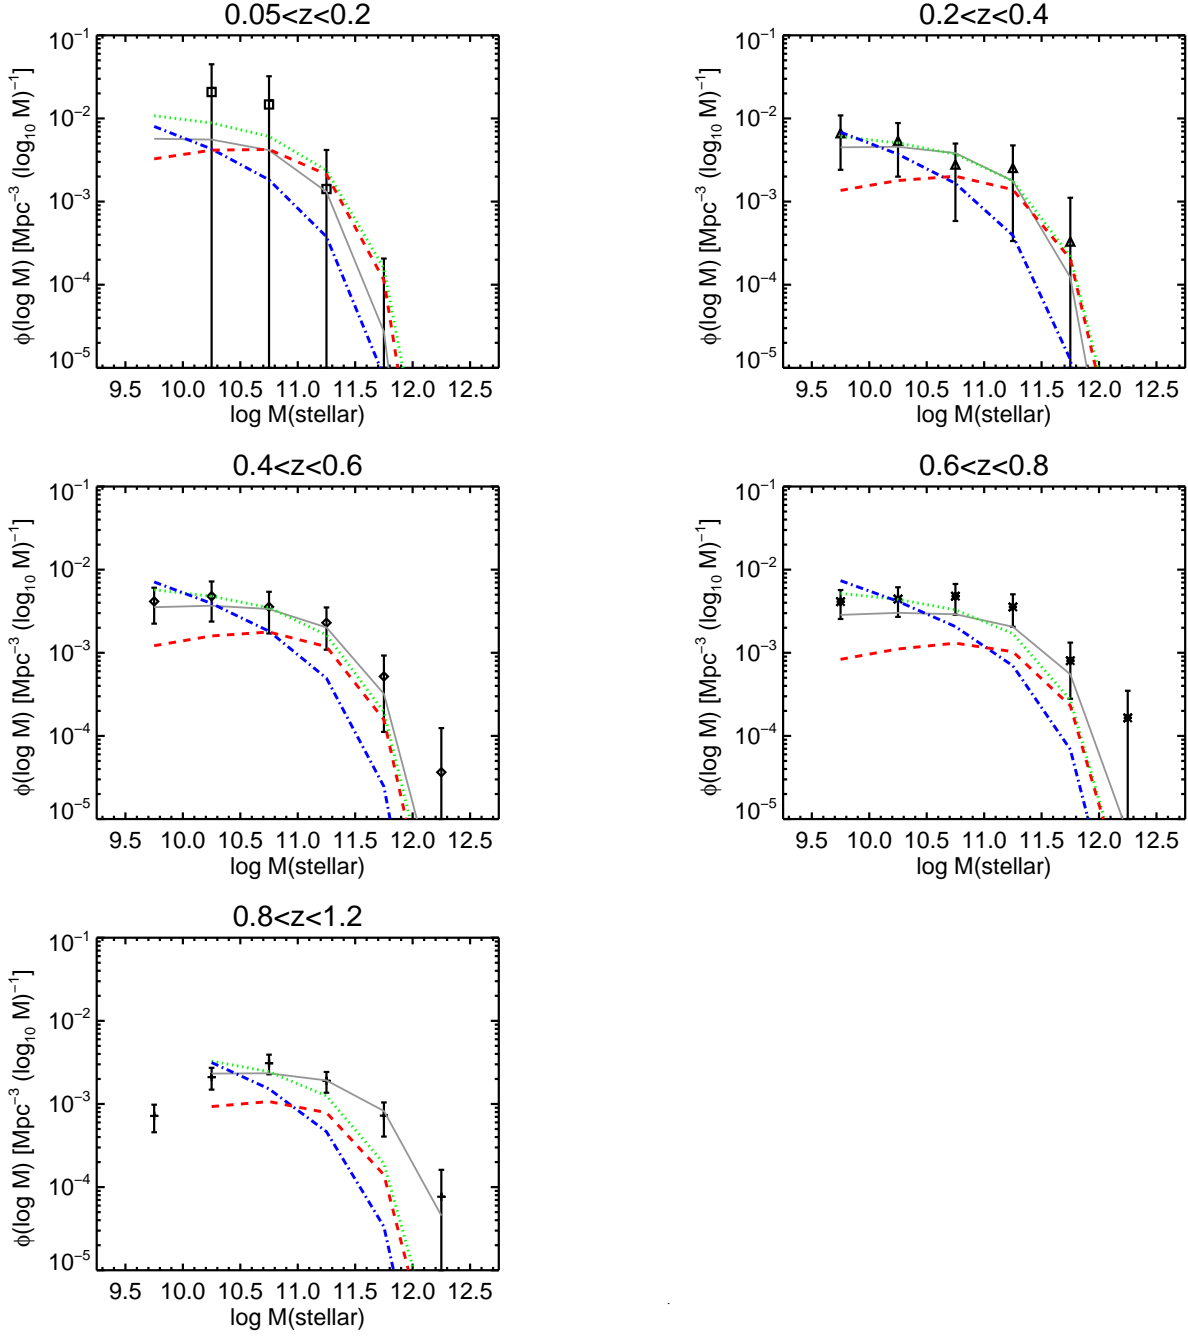 0.05<z<0.2
10⁻¹
10⁻²
10⁻³
10⁻⁴
10⁻⁵
ϕ(log M) [Mpc⁻³ (log₁₀ M)⁻¹]
9.5 10.0 10.5 11.0 11.5 12.0 12.5
log M(stellar)
0.2<z<0.4
10⁻¹
10⁻²
10⁻³
10⁻⁴
10⁻⁵
ϕ(log M) [Mpc⁻³ (log₁₀ M)⁻¹]
9.5 10.0 10.5 11.0 11.5 12.0 12.5
log M(stellar)
0.4<z<0.6
10⁻¹
10⁻²
10⁻³
10⁻⁴
10⁻⁵
ϕ(log M) [Mpc⁻³ (log₁₀ M)⁻¹]
9.5 10.0 10.5 11.0 11.5 12.0 12.5
log M(stellar)
0.6<z<0.8
10⁻¹
10⁻²
10⁻³
10⁻⁴
10⁻⁵
ϕ(log M) [Mpc⁻³ (log₁₀ M)⁻¹]
9.5 10.0 10.5 11.0 11.5 12.0 12.5
log M(stellar)
0.8<z<1.2
10⁻¹
10⁻²
10⁻³
10⁻⁴
10⁻⁵
ϕ(log M) [Mpc⁻³ (log₁₀ M)⁻¹]
9.5 10.0 10.5 11.0 11.5 12.0 12.5
log M(stellar)